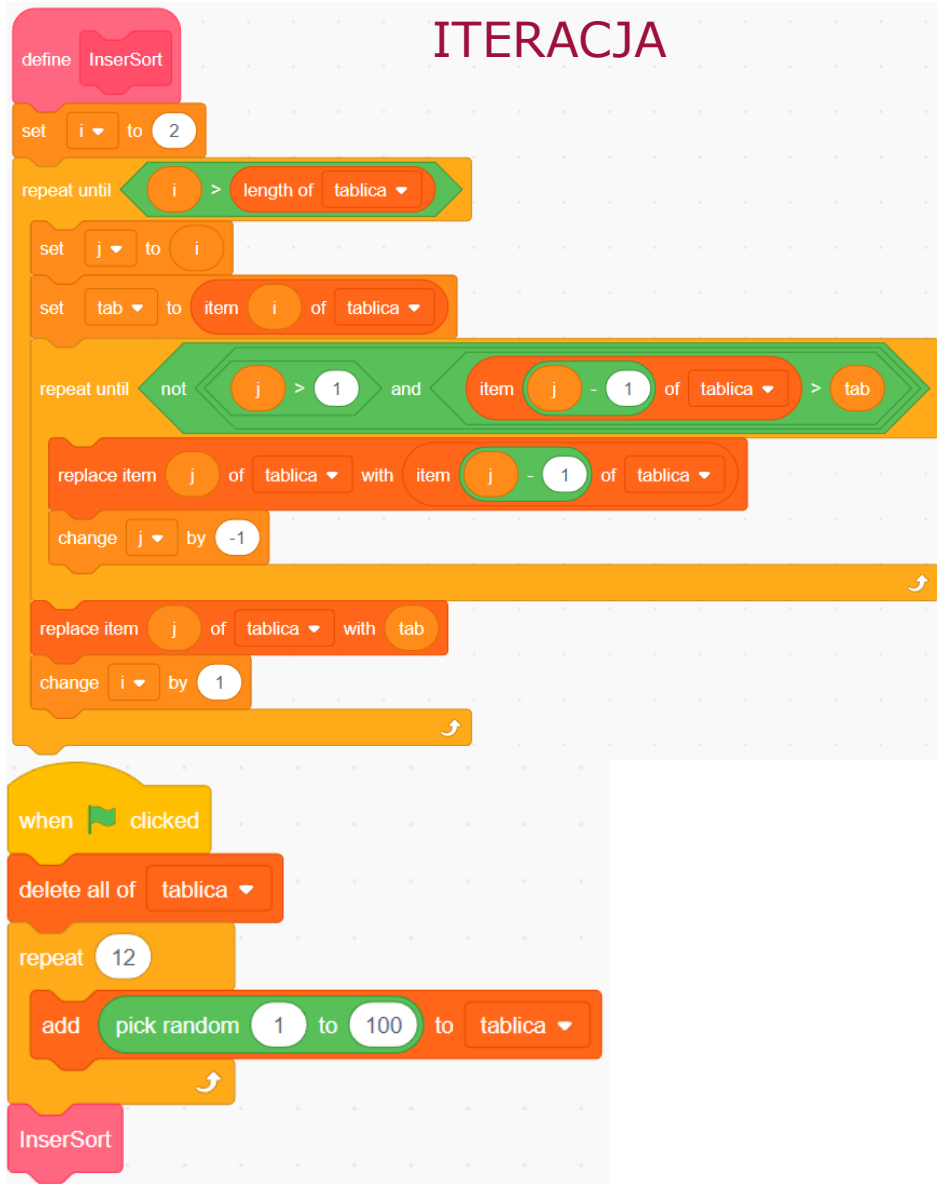 ITERACJA
define InserSort
set i to 2
repeat until i > length of tablica
set j to i
set tab to item i of tablica
repeat until not j > 1 and item j - 1 of tablica > tab
replace item j of tablica with item j - 1 of tablica
change j by -1
replace item j of tablica with tab
change i by 1
when clicked
delete all of tablica
repeat 12
add pick random 1 to 100 to tablica
InserSort